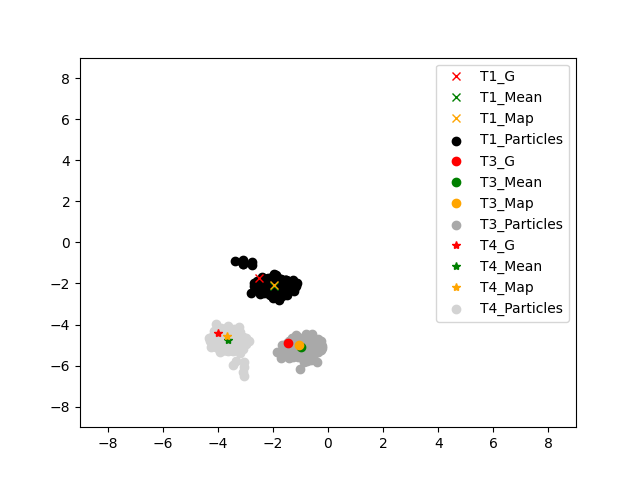 8
6
4
2
0
−2
−4
−6
−8
−8 −6 −4 −2 0 2 4 6 8
T1_G
T1_Mean
T1_Map
T1_Particles
T3_G
T3_Mean
T3_Map
T3_Particles
T4_G
T4_Mean
T4_Map
T4_Particles